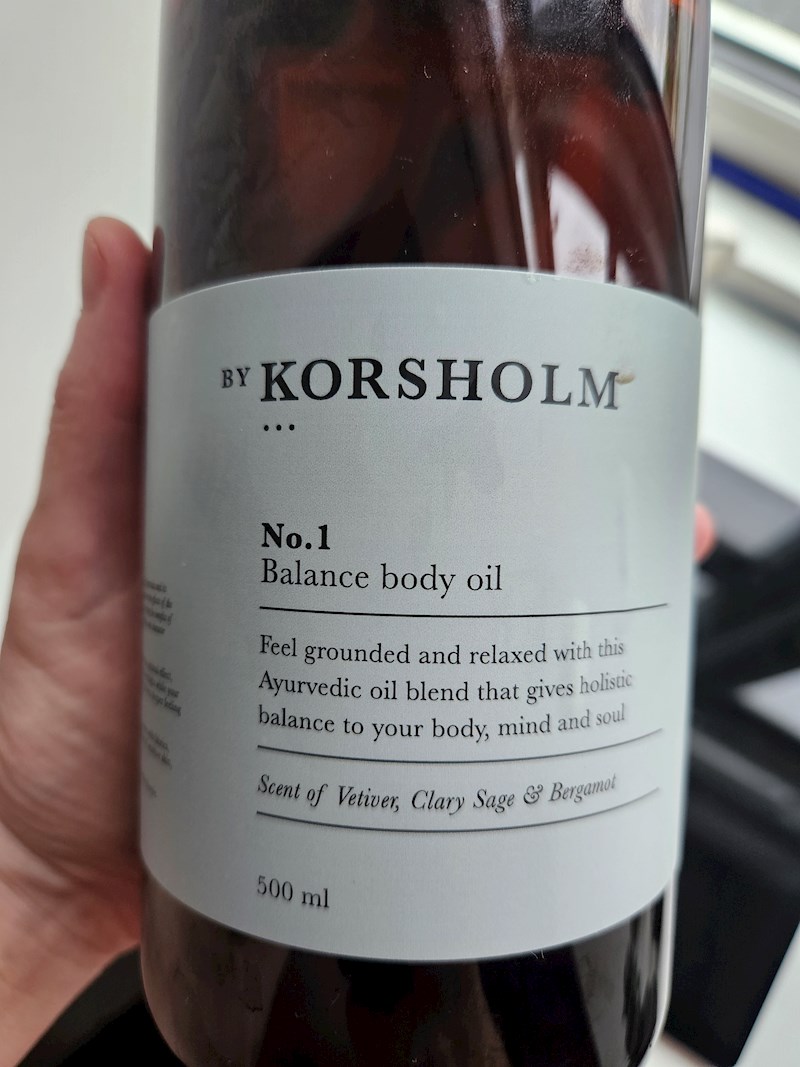 BY KORSHOLM
...
No.1
Balance body oil
Feel grounded and relaxed with this
Ayurvedic oil blend that gives holistic
balance to your body, mind and soul
Scent of Vetiver, Clary Sage & Bergamot
500 ml